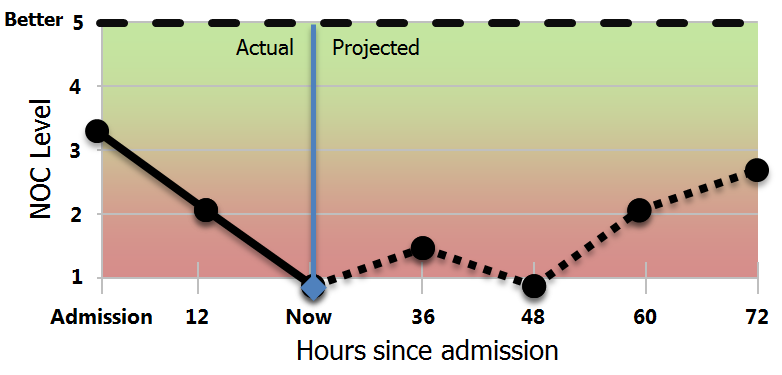 Better 5
Actual Projected
4
3
2
1
NOC Level
Admission 12 Now 36 48 60 72
Hours since admission